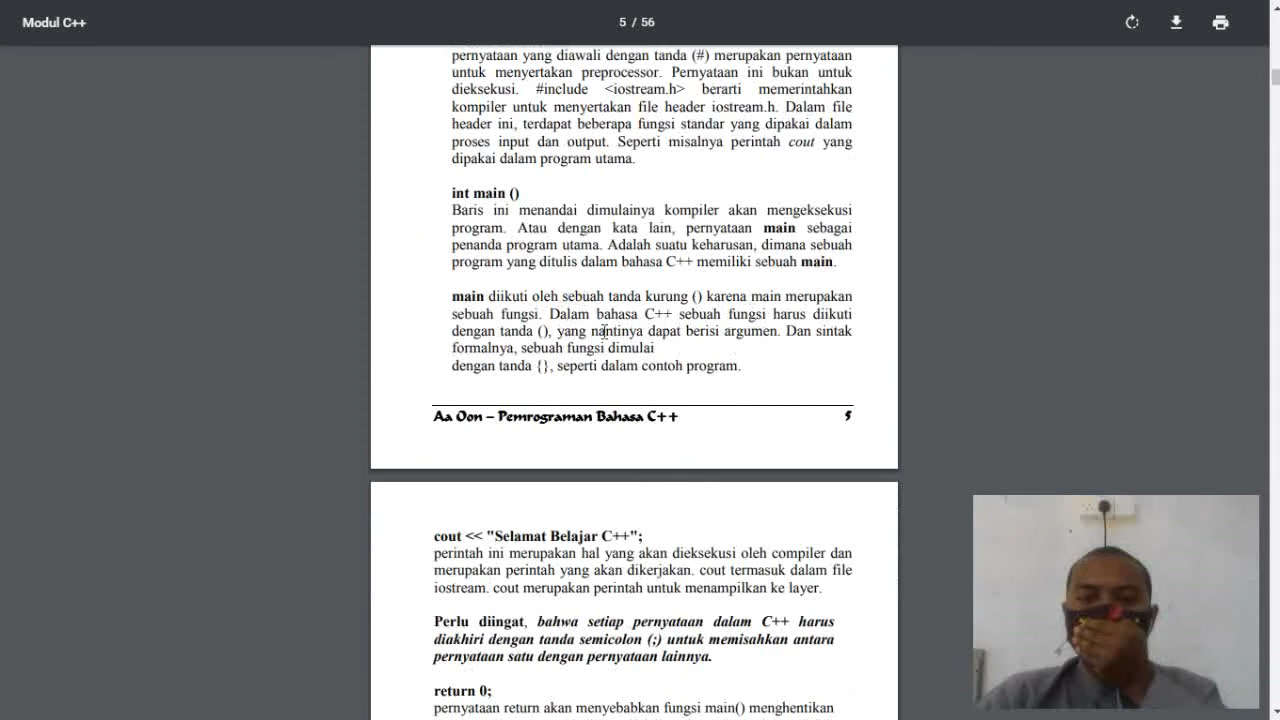 Modul C++
5 / 56
pernyataan yang diawali dengan tanda (#) merupakan pernyataan
untuk menyertakan preprocessor. Pernyataan ini bukan untuk
dieksekusi. #include <iostream.h> berarti memerintahkan
kompiler untuk menyertakan file header iostream.h. Dalam file
header ini, terdapat beberapa fungsi standar yang dipakai dalam
proses input dan output. Seperti misalnya perintah cout yang
dipakai dalam program utama.
int main ()
Baris ini menandai dimulainya kompiler akan mengeksekusi
program. Atau dengan kata lain, pernyataan main sebagai
penanda program utama. Adalah suatu keharusan, dimana sebuah
program yang ditulis dalam bahasa C++ memiliki sebuah main.
main diikuti oleh sebuah tanda kurung () karena main merupakan
sebuah fungsi. Dalam bahasa C++ sebuah fungsi harus diikuti
dengan tanda (), yang nantinya dapat berisi argumen. Dan sintak
formalnya, sebuah fungsi dimulai
dengan tanda {}, seperti dalam contoh program.
Aa Oon – Pemrograman Bahasa C++ 5
cout << "Selamat Belajar C++";
perintah ini merupakan hal yang akan dieksekusi oleh compiler dan
merupakan perintah yang akan dikerjakan. cout termasuk dalam file
iostream. cout merupakan perintah untuk menampilkan ke layer.
Perlu diingat, bahwa setiap pernyataan dalam C++ harus
diakhiri dengan tanda semicolon (;) untuk memisahkan antara
pernyataan satu dengan pernyataan lainnya.
return 0;
pernyataan return akan menyebabkan fungsi main() menghentikan